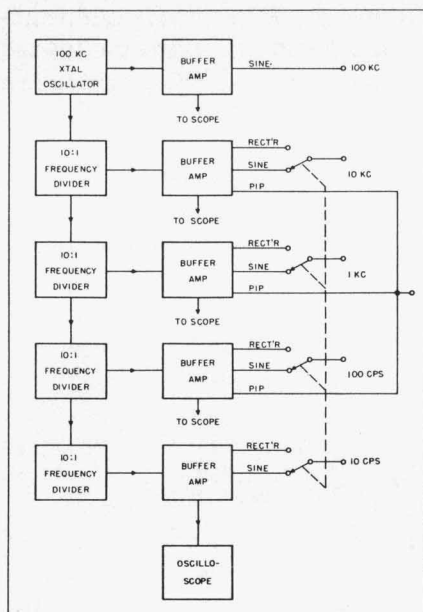 100 KC
XTAL
OSCILLATOR
BUFFER
AMP
SINE.
100 KC
TO SCOPE
10:1
FREQUENCY
DIVIDER
BUFFER
AMP
RECT'R
SINE
PIP
10 KC
TO SCOPE
10:1
FREQUENCY
DIVIDER
BUFFER
AMP
RECT'R
SINE
PIP
1 KC
TO SCOPE
10:1
FREQUENCY
DIVIDER
BUFFER
AMP
RECT'R
SINE
PIP
100 CPS
TO SCOPE
10:1
FREQUENCY
DIVIDER
BUFFER
AMP
RECT'R
SINE
10 CPS
OSCILLO-
SCOPE